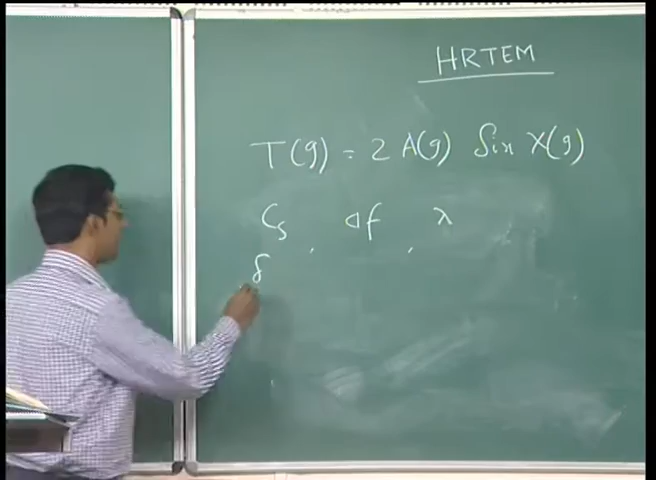 HRTEM
T(g) = 2 A(g) Sin X(g)
Cs, Δf, λ
δ